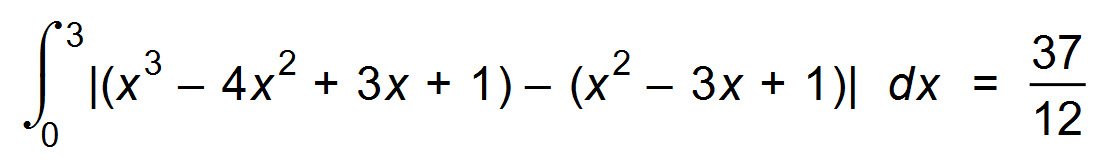 ∫₀³ |(x³ – 4x² + 3x + 1) – (x² – 3x + 1)| dx = 37/12